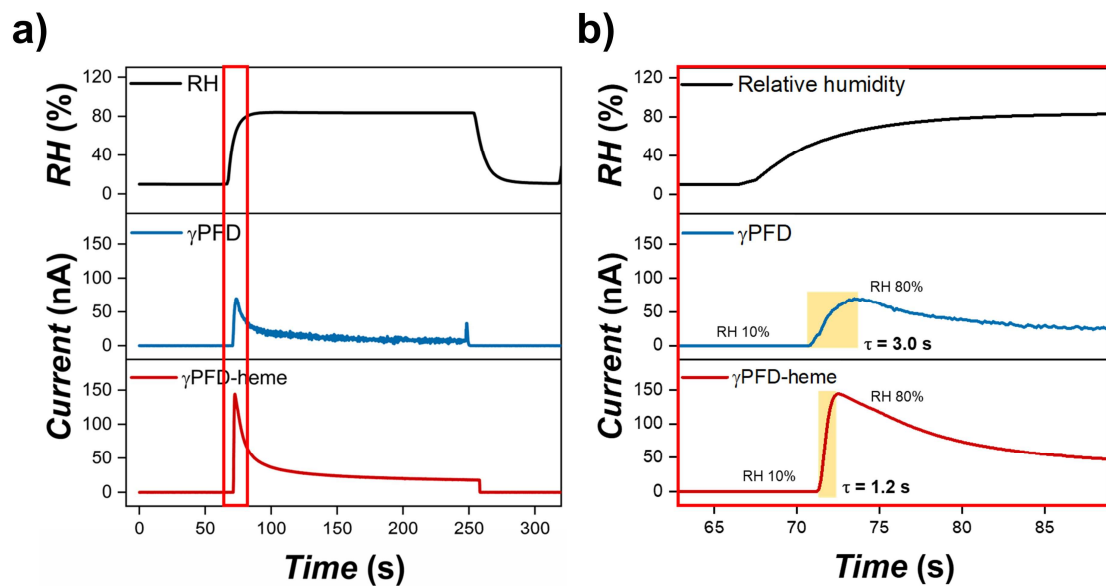 a)
RH (%)
120
80
40
0
RH
Current (nA)
150
100
50
0
γPFD
150
100
50
0
γPFD-heme
0 50 100 150 200 250 300
Time (s)
b)
RH (%)
120
80
40
0
Relative humidity
Current (nA)
150
100
50
0
γPFD
RH 80%
RH 10%
τ = 3.0 s
150
100
50
0
γPFD-heme
RH 80%
RH 10%
τ = 1.2 s
65 70 75 80 85
Time (s)